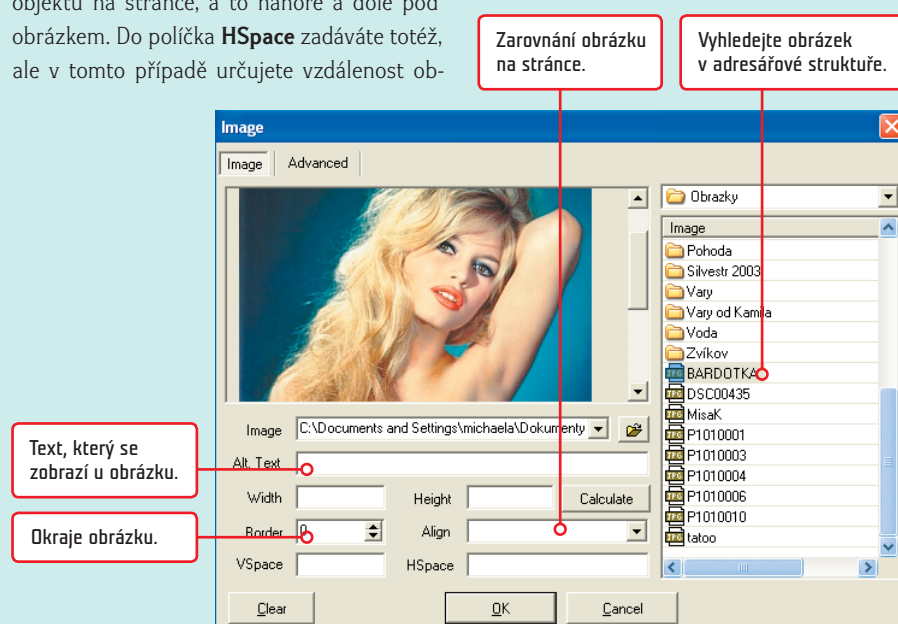 objektu na stránce, a to nahoře a dole pod
obrázkem. Do políčka HSpace zadáváte totéž,
ale v tomto případě určujete vzdálenost ob-
Zarovnání obrázku
na stránce.
Vyhledejte obrázek
v adresářové struktuře.
Image
Image
Advanced
Obrazky
Image
Pohoda
Silvestr 2003
Vary
Vary od Kamila
Voda
Zvíkov
BARDOTKA
DSC00435
MisaK
P1010001
P1010003
P1010004
P1010006
P1010010
tatoo
Text, který se
zobrazí u obrázku.
Okraje obrázku.
Image C:\Documents and Settings\michaela\Dokumenty
Alt. Text
Width Height Calculate
Border 0 Align
VSpace HSpace
Clear OK Cancel